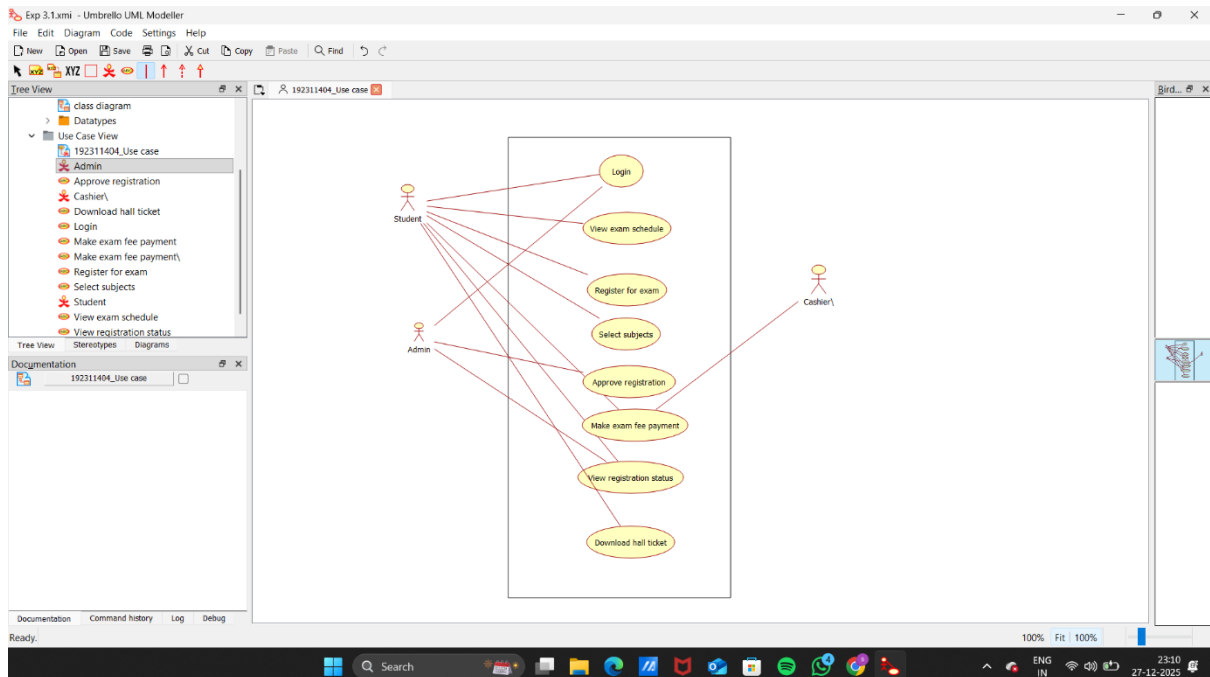 Exp 3.1.xmi - Umbrello UML Modeller
File Edit Diagram Code Settings Help
New Open Save Cut Copy Paste Find
XYZ XYZ
Tree View
192311404_Use case
Bird...
class diagram
Datatypes
Use Case View
192311404_Use case
Admin
Approve registration
Cashier\
Download hall ticket
Login
Make exam fee payment
Make exam fee payment\
Register for exam
Select subjects
Student
View exam schedule
View registration status
Tree View Stereotypes Diagrams
Documentation
192311404_Use case
Login
Student
View exam schedule
Register for exam
Cashier\
Select subjects
Admin
Approve registration
Make exam fee payment
View registration status
Download hall ticket
Documentation Command history Log Debug
Ready.
100% Fit 100%
Search
ENG
IN
23:10
27-12-2025